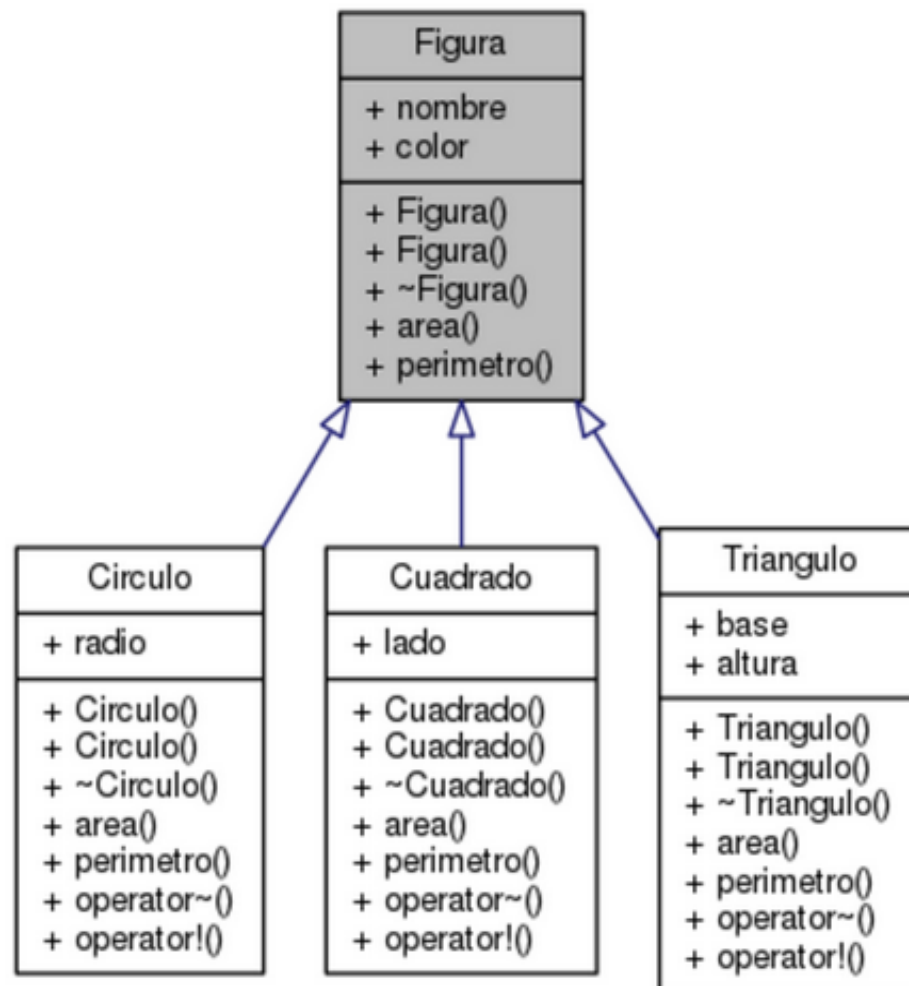 Figura
+ nombre
+ color
+ Figura()
+ Figura()
+ ~Figura()
+ area()
+ perimetro()
Circulo
+ radio
+ Circulo()
+ Circulo()
+ ~Circulo()
+ area()
+ perimetro()
+ operator~()
+ operator!()
Cuadrado
+ lado
+ Cuadrado()
+ Cuadrado()
+ ~Cuadrado()
+ area()
+ perimetro()
+ operator~()
+ operator!()
Triangulo
+ base
+ altura
+ Triangulo()
+ Triangulo()
+ ~Triangulo()
+ area()
+ perimetro()
+ operator~()
+ operator!()